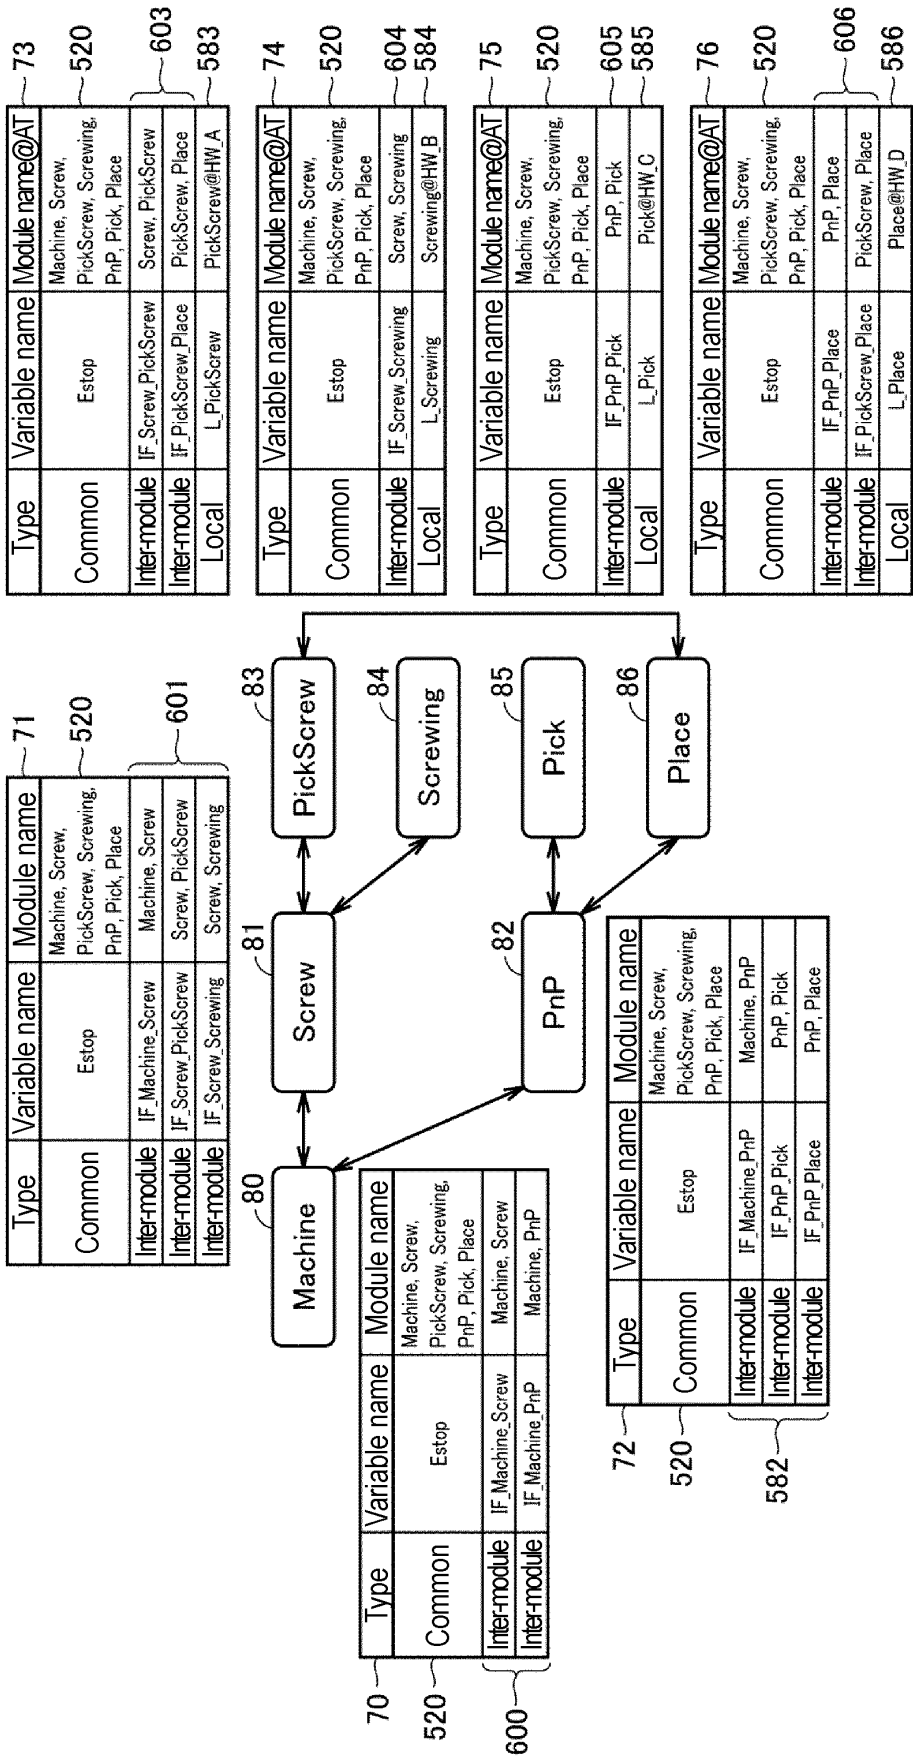 71
Type Variable name Module name
Common Estop Machine, Screw,
PickScrew, Screwing,
PnP, Pick, Place
520
Inter-module IF_Machine_Screw Machine, Screw
Inter-module IF_Screw_PickScrew Screw, PickScrew
Inter-module IF_Screw_Screwing Screw, Screwing
601
73
Type Variable name Module name@AT
Common Estop Machine, Screw,
PickScrew, Screwing,
PnP, Pick, Place
520
Inter-module IF_Screw_PickScrew Screw, PickScrew
Inter-module IF_PickScrew_Place PickScrew, Place
603
Local L_PickScrew PickScrew@HW_A
583
74
Type Variable name Module name@AT
Common Estop Machine, Screw,
PickScrew, Screwing,
PnP, Pick, Place
520
Inter-module IF_Screw_Screwing Screw, Screwing
604
Local L_Screwing Screwing@HW_B
584
75
Type Variable name Module name@AT
Common Estop Machine, Screw,
PickScrew, Screwing,
PnP, Pick, Place
520
Inter-module IF_PnP_Pick PnP, Pick
605
Local L_Pick Pick@HW_C
585
76
Type Variable name Module name@AT
Common Estop Machine, Screw,
PickScrew, Screwing,
PnP, Pick, Place
520
Inter-module IF_PnP_Place PnP, Place
Inter-module IF_PickScrew_Place PickScrew, Place
606
Local L_Place Place@HW_D
586
80
Machine
81
Screw
82
PnP
83
PickScrew
84
Screwing
85
Pick
86
Place
70
Type Variable name Module name
520
Common Estop Machine, Screw,
PickScrew, Screwing,
PnP, Pick, Place
600
Inter-module IF_Machine_Screw Machine, Screw
Inter-module IF_Machine_PnP Machine, PnP
72
Type Variable name Module name
520
Common Estop Machine, Screw,
PickScrew, Screwing,
PnP, Pick, Place
582
Inter-module IF_Machine_PnP Machine, PnP
Inter-module IF_PnP_Pick PnP, Pick
Inter-module IF_PnP_Place PnP, Place